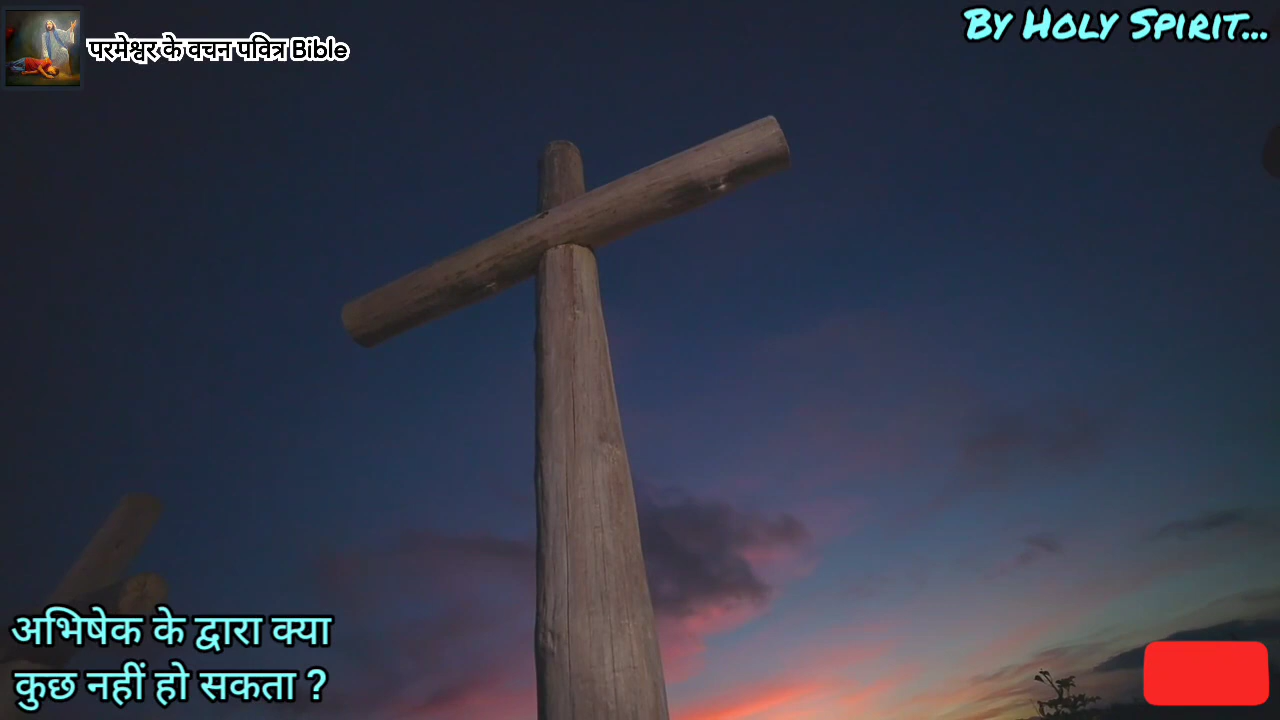 परमेश्वर के वचन पवित्र Bible
By Holy Spirit...
अभिषेक के द्वारा क्या
कुछ नहीं हो सकता ?